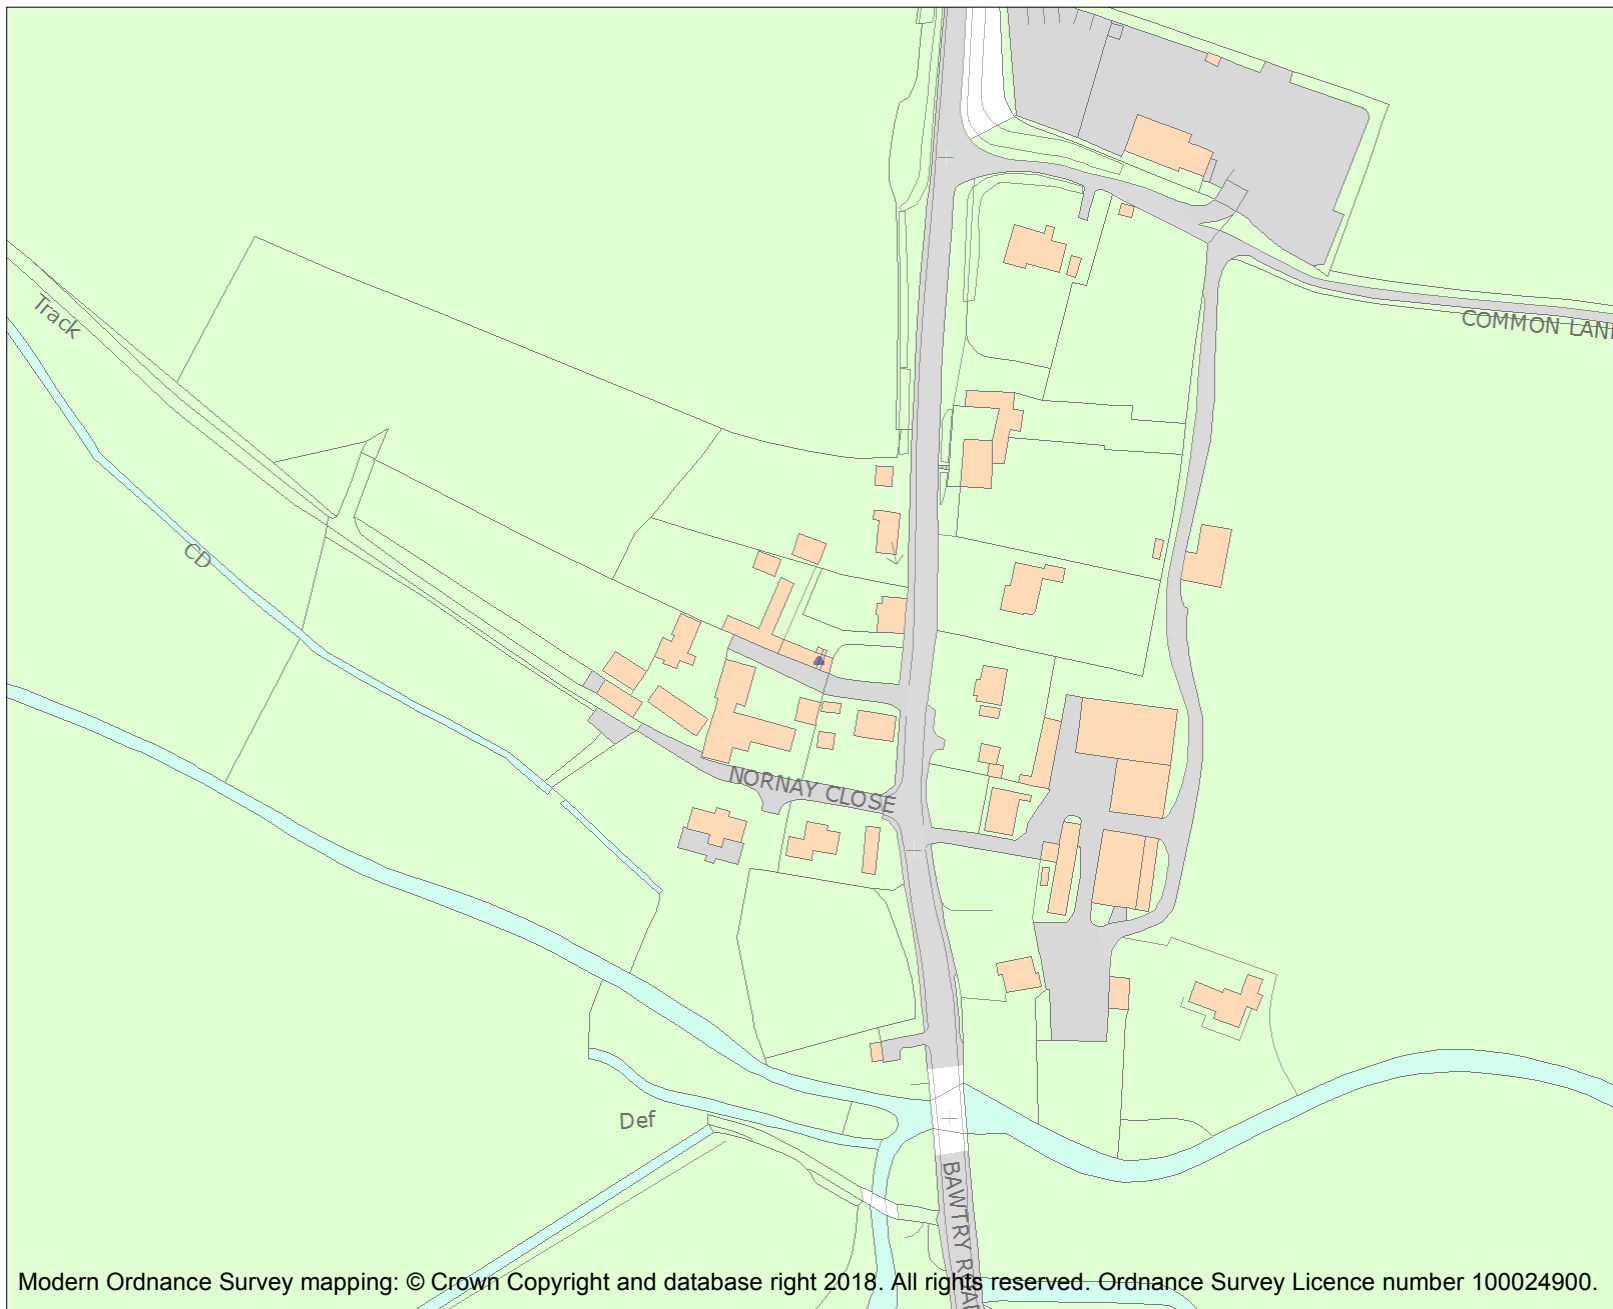 Track
COMMON LANE
CD
NORNAY CLOSE
Def
BAWTRY ROAD
Modern Ordnance Survey mapping: © Crown Copyright and database right 2018. All rights reserved. Ordnance Survey Licence number 100024900.